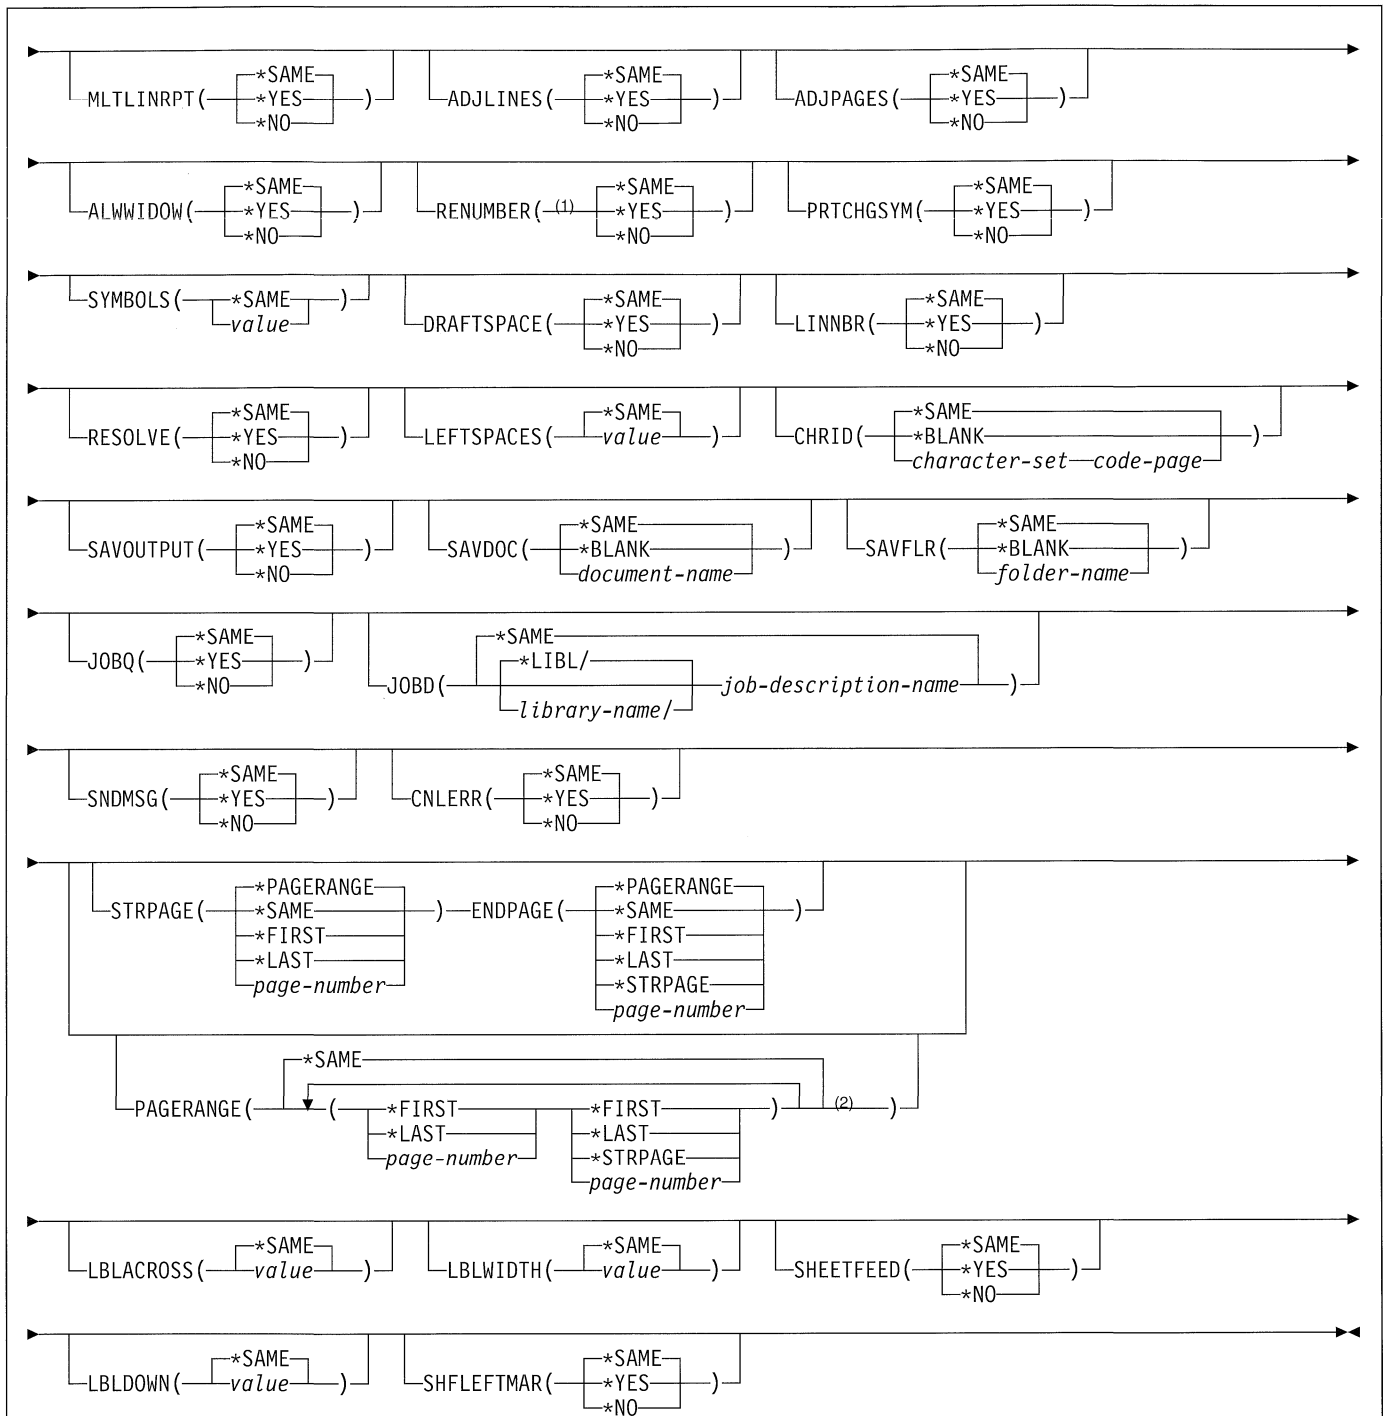 *SAME *SAME *SAME
MLTLINRPT( *YES ) ADJLINES( *YES ) ADJPAGES( *YES )
*NO *NO *NO
*SAME *SAME *SAME
ALWWIDOW( *YES ) RENUMBER( (1) *YES ) PRTCHGSYM( *YES )
*NO *NO *NO
SYMBOLS( *SAME ) *SAME *SAME
value DRAFTSPACE( *YES ) LINNBR( *YES )
*NO *NO
*SAME *SAME *SAME
RESOLVE( *YES ) LEFTSPACES( value ) CHRID( *BLANK )
*NO character-set code-page
*SAME *SAME *SAME
SAVOUTPUT( *YES ) SAVDOC( *BLANK ) SAVFLR( *BLANK )
*NO document-name folder-name
*SAME *SAME
JOBQ( *YES ) *LIBL/
*NO JOBD( job-description-name )
library-name/
*SAME *SAME
SNDMSG( *YES ) CNLERR( *YES )
*NO *NO
*PAGERANGE *PAGERANGE
STRPAGE( *SAME ) ENDPAGE( *SAME )
*FIRST *FIRST
*LAST *LAST
page-number *STRPAGE
page-number
*SAME
PAGERANGE( ( *FIRST *FIRST ) (2) )
*LAST *LAST
page-number *STRPAGE
page-number
*SAME *SAME *SAME
LBLACROSS( value ) LBLWIDTH( value ) SHEETFEED( *YES )
*NO
*SAME *SAME
LBLDOWN( value ) SHFLEFTMAR( *YES )
*NO